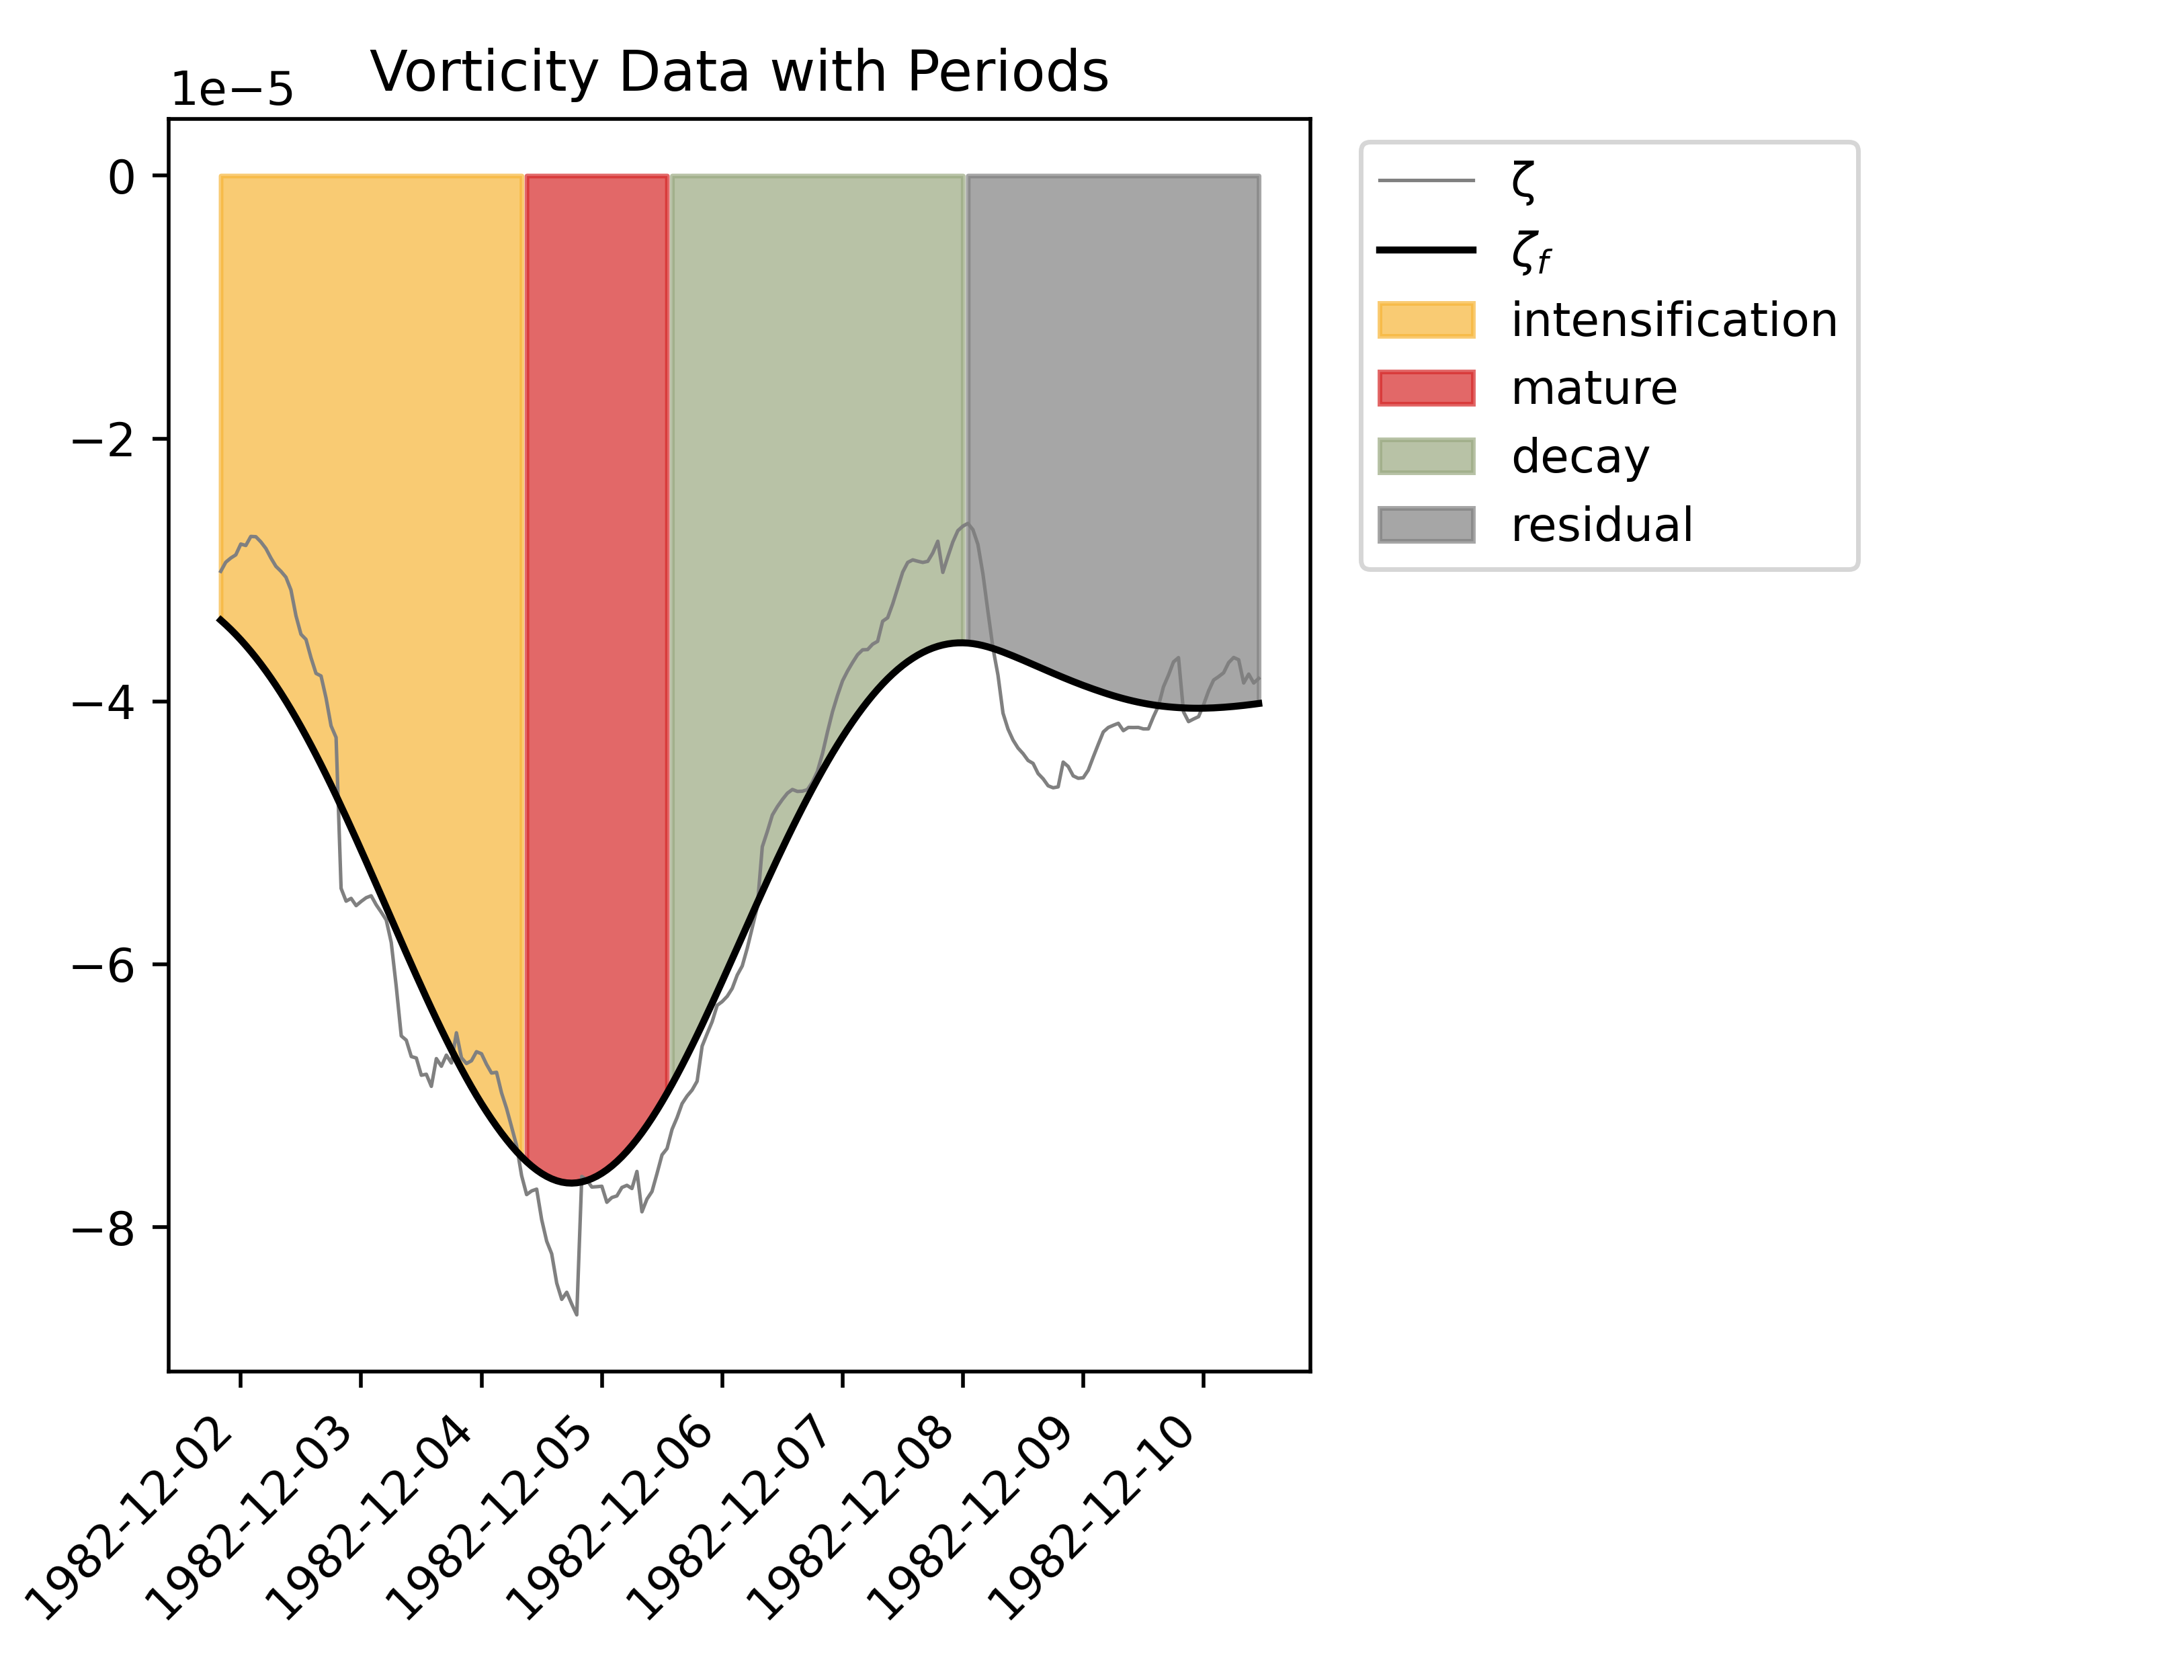 Vorticity Data with Periods
1e−5
0
−2
−4
−6
−8
1982-12-02
1982-12-03
1982-12-04
1982-12-05
1982-12-06
1982-12-07
1982-12-08
1982-12-09
1982-12-10
ζ
ζf
intensification
mature
decay
residual